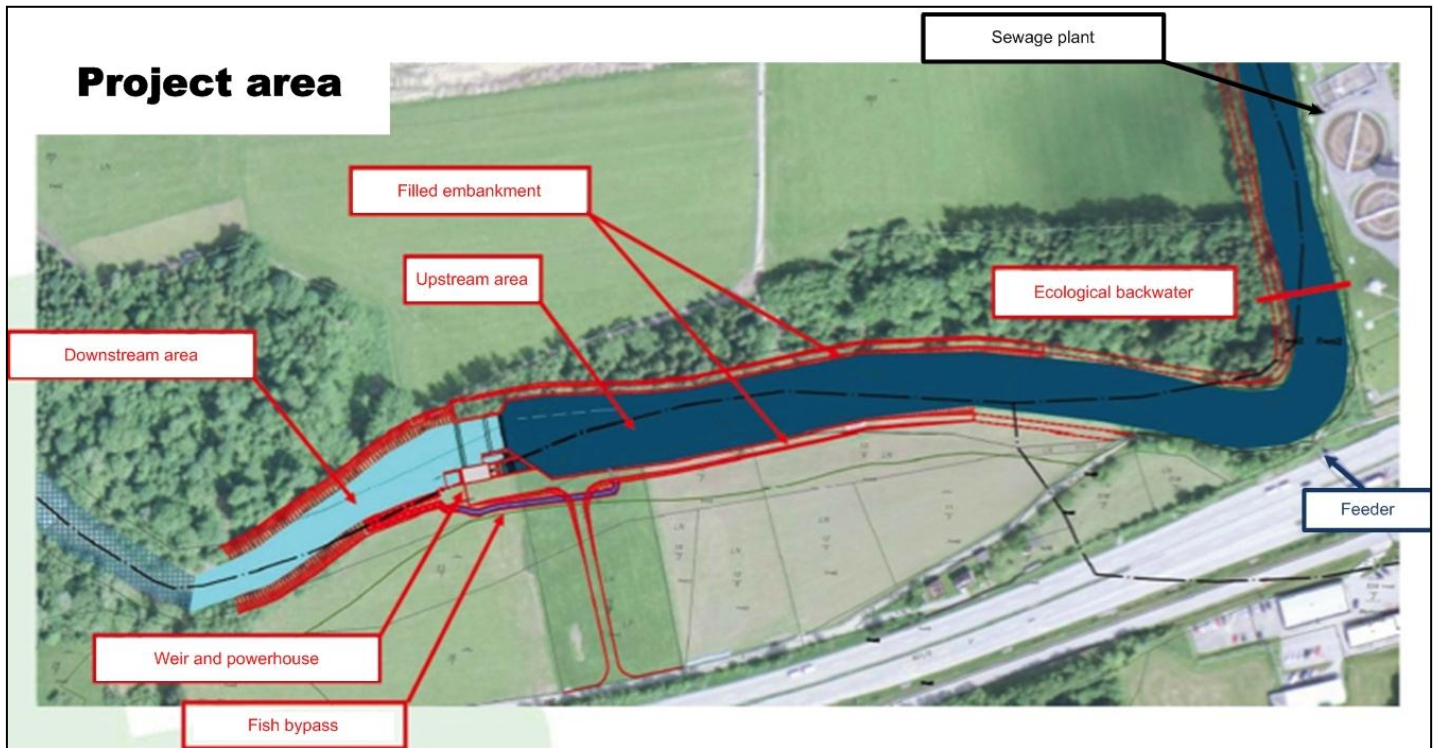 Project area
Sewage plant
Filled embankment
Upstream area
Ecological backwater
Downstream area
Feeder
Weir and powerhouse
Fish bypass